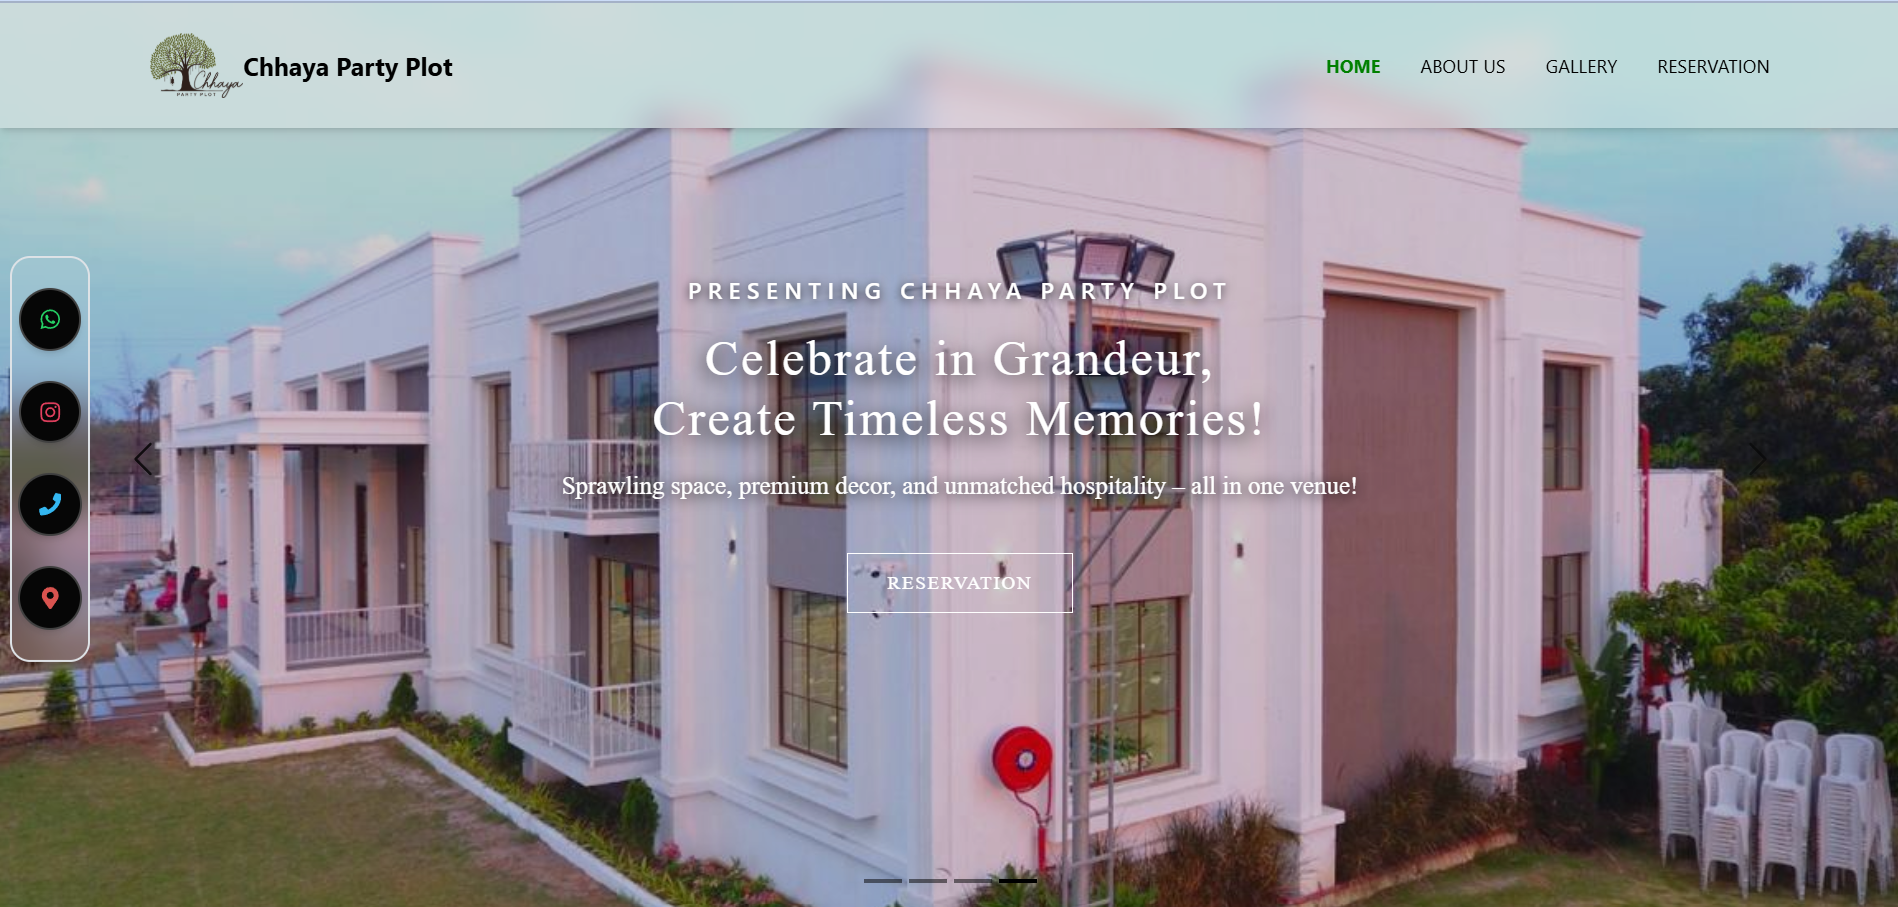 Chhaya
PARTY PLOT
Chhaya Party Plot
HOME
ABOUT US
GALLERY
RESERVATION
PRESENTING CHHAYA PARTY PLOT
Celebrate in Grandeur,
Create Timeless Memories!
Sprawling space, premium decor, and unmatched hospitality – all in one venue!
RESERVATION